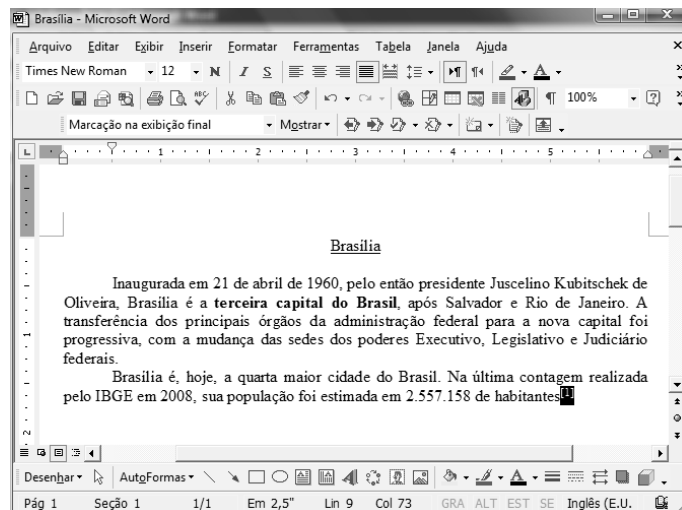 Brasília - Microsoft Word
Arquivo Editar Exibir Inserir Formatar Ferramentas Tabela Janela Ajuda
Times New Roman 12 N I S
100%
Marcação na exibição final Mostrar
1 2 3 4 5
Brasília
Inaugurada em 21 de abril de 1960, pelo então presidente Juscelino Kubitschek de
Oliveira, Brasília é a terceira capital do Brasil, após Salvador e Rio de Janeiro. A
transferência dos principais órgãos da administração federal para a nova capital foi
progressiva, com a mudança das sedes dos poderes Executivo, Legislativo e Judiciário
federais.
Brasília é, hoje, a quarta maior cidade do Brasil. Na última contagem realizada
pelo IBGE em 2008, sua população foi estimada em 2.557.158 de habitantes[1]
Desenhar AutoFormas
Pág 1 Seção 1 1/1 Em 2,5" Lin 9 Col 73 GRA ALT EST SE Inglês (E.U.